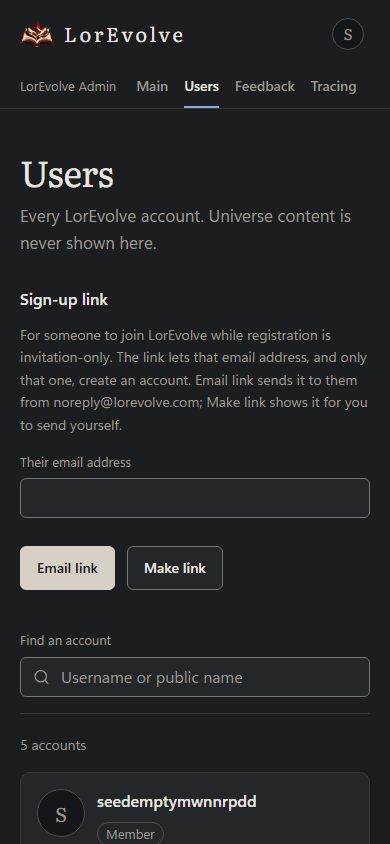 LorEvolve
S
LorEvolve Admin Main Users Feedback Tracing
Users
Every LorEvolve account. Universe content is
never shown here.
Sign-up link
For someone to join LorEvolve while registration is
invitation-only. The link lets that email address, and only
that one, create an account. Email link sends it to them
from noreply@lorevolve.com; Make link shows it for you
to send yourself.
Their email address
Email link Make link
Find an account
Username or public name
5 accounts
S
seedemptymwnnrpdd
Member